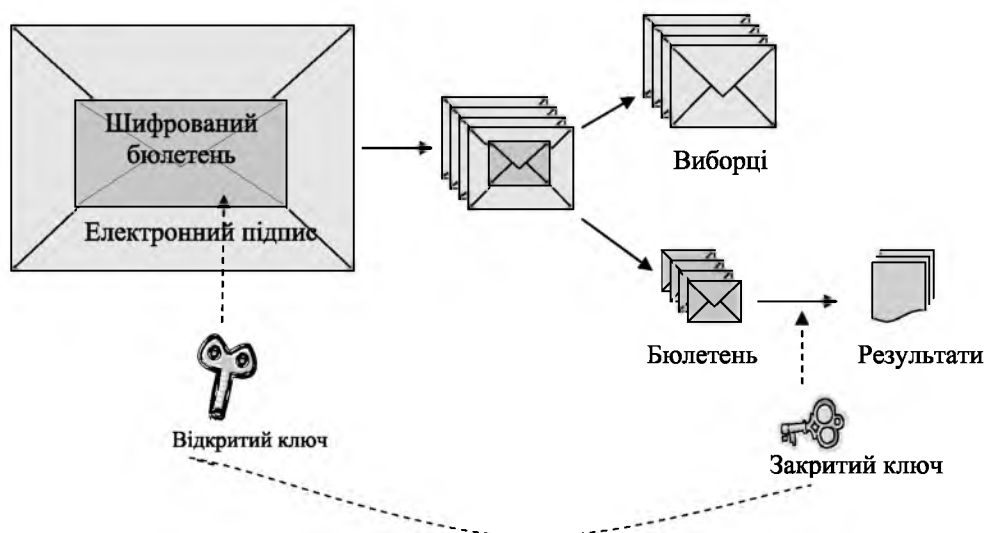 Шифрований
бюлетень
Електронний підпис
Виборці
Бюлетень
Результати
Відкритий ключ
Закритий ключ